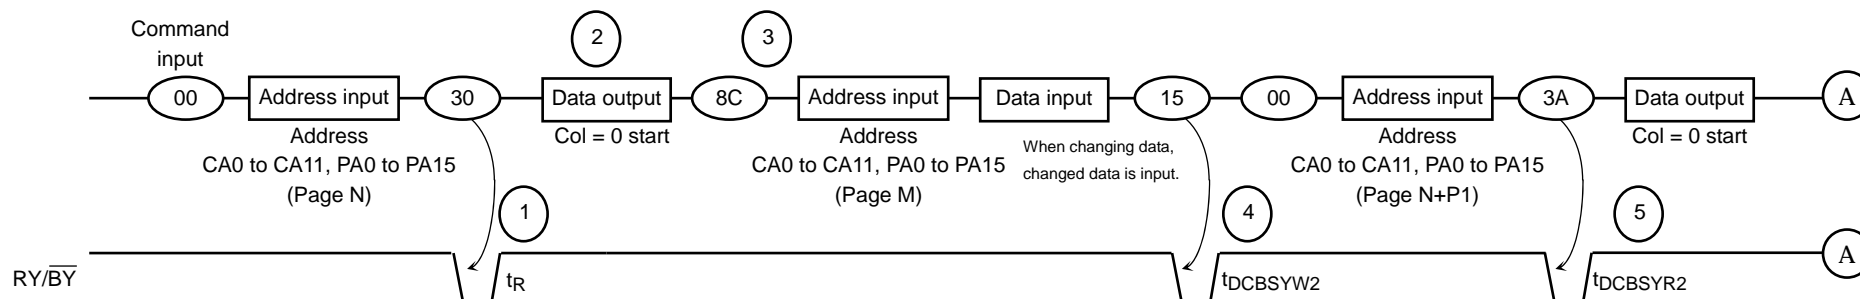 Command
input
2
3
00
Address input
30
Data output
8C
Address input
Data input
15
00
Address input
3A
Data output
A
Address
CA0 to CA11, PA0 to PA15
(Page N)
Col = 0 start
Address
CA0 to CA11, PA0 to PA15
(Page M)
When changing data,
changed data is input.
Address
CA0 to CA11, PA0 to PA15
(Page N+P1)
Col = 0 start
1
4
5
RY/BY
tR
tDCBSYW2
tDCBSYR2
A